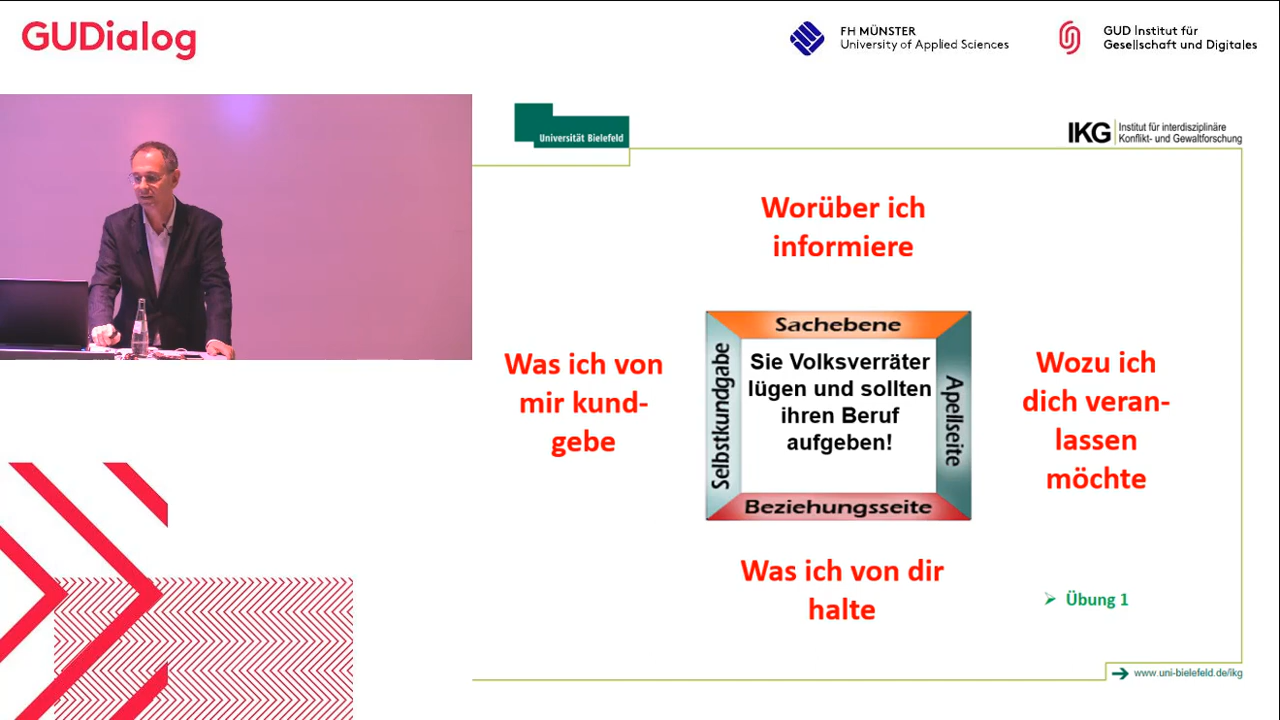 GUDialog
FH MÜNSTER
University of Applied Sciences
GUD Institut für
Gesellschaft und Digitales
Universität Bielefeld
IKG
Institut für interdisziplinäre
Konflikt- und Gewaltforschung
Worüber ich
informiere
Was ich von
mir kund-
gebe
Sachebene
Selbstkundgabe
Sie Volksverräter
lügen und sollten
ihren Beruf
aufgeben!
Apellseite
Beziehungsseite
Wozu ich
dich veran-
lassen
möchte
Was ich von dir
halte
Übung 1
www.uni-bielefeld.de/ikg